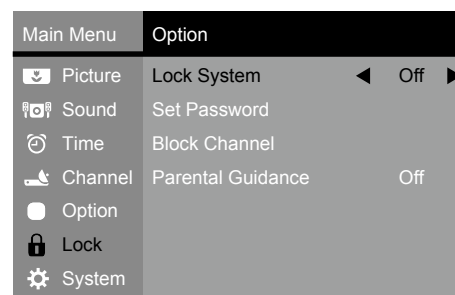 Main Menu
Option
Picture
Sound
Time
Channel
Option
Lock
System
Lock System Off
Set Password
Block Channel
Parental Guidance Off